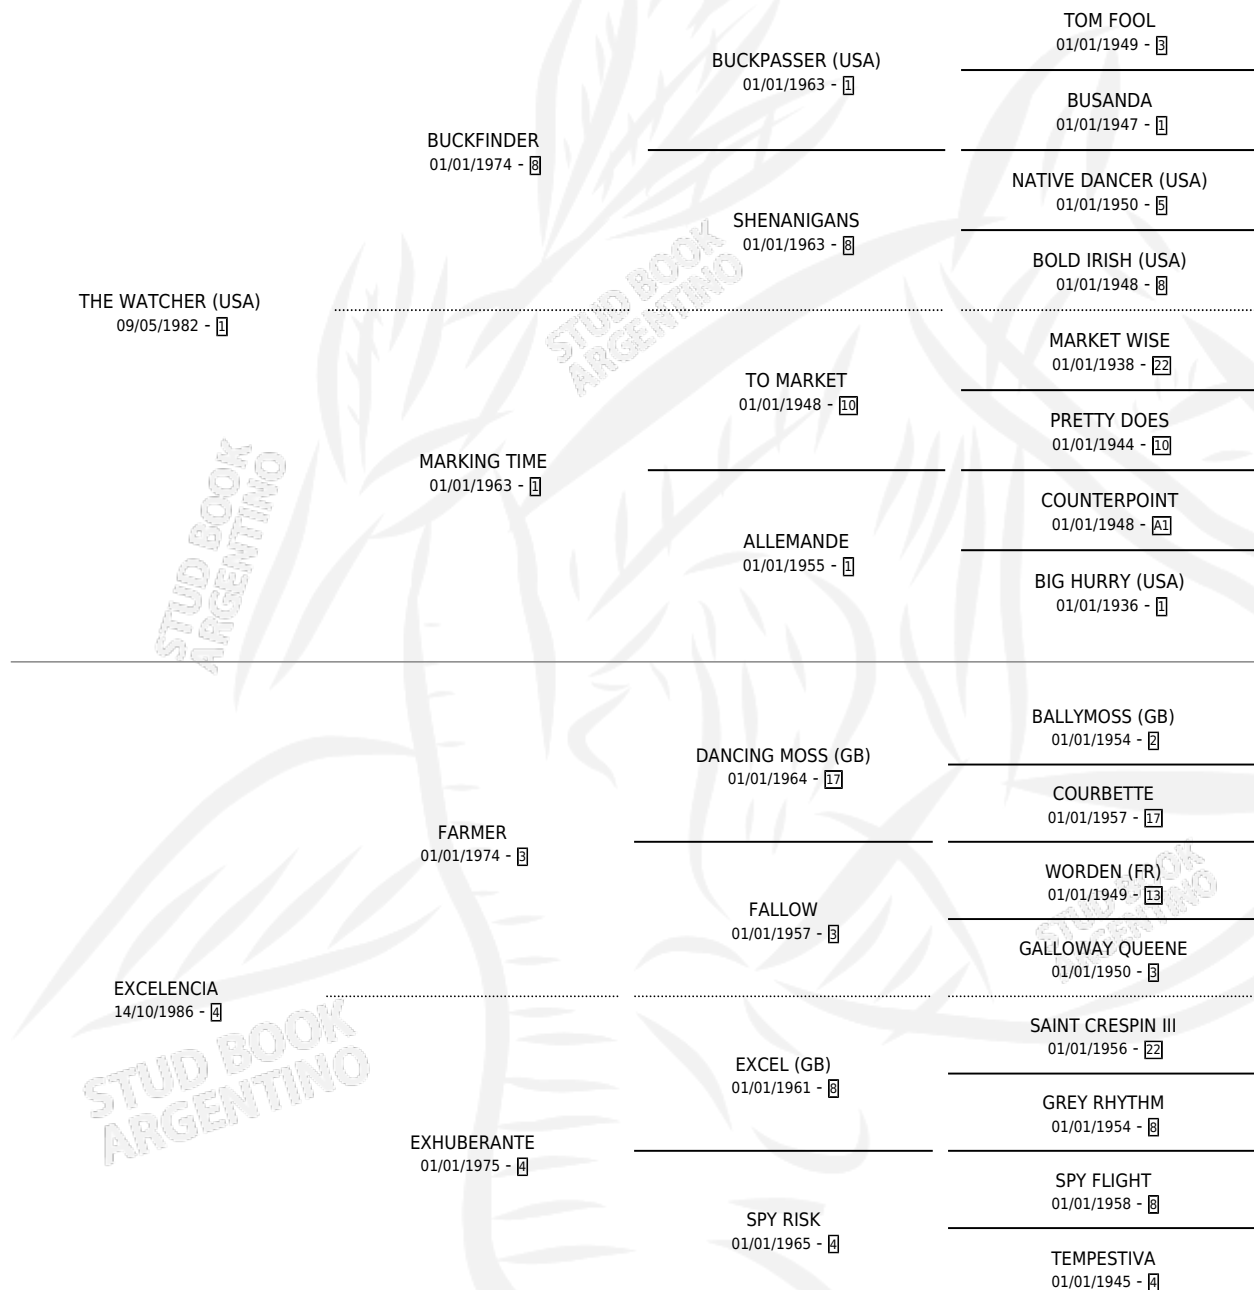 TOM FOOL
01/01/1949 - 3
BUCKPASSER (USA)
01/01/1963 - 1
BUSANDA
01/01/1947 - 1
BUCKFINDER
01/01/1974 - 8
NATIVE DANCER (USA)
01/01/1950 - 5
SHENANIGANS
01/01/1963 - 8
BOLD IRISH (USA)
01/01/1948 - 8
THE WATCHER (USA)
09/05/1982 - 1
STUD BOOK
ARGENTINO
MARKET WISE
01/01/1938 - 22
TO MARKET
01/01/1948 - 10
PRETTY DOES
01/01/1944 - 10
MARKING TIME
01/01/1963 - 1
COUNTERPOINT
01/01/1948 - A1
ALLEMANDE
01/01/1955 - 1
BIG HURRY (USA)
01/01/1936 - 1
STUD BOOK
ARGENTINO
BALLYMOSS (GB)
01/01/1954 - 2
DANCING MOSS (GB)
01/01/1964 - 17
COURBETTE
01/01/1957 - 17
FARMER
01/01/1974 - 3
WORDEN (FR)
01/01/1949 - 13
STUD BOOK
ARGENTINO
FALLOW
01/01/1957 - 3
GALLOWAY QUEENE
01/01/1950 - 3
EXCELENCIA
14/10/1986 - 4
STUD BOOK
ARGENTINO
SAINT CRESPIN III
01/01/1956 - 22
EXCEL (GB)
01/01/1961 - 8
GREY RHYTHM
01/01/1954 - 8
EXHUBERANTE
01/01/1975 - 4
SPY FLIGHT
01/01/1958 - 8
SPY RISK
01/01/1965 - 4
TEMPESTIVA
01/01/1945 - 4